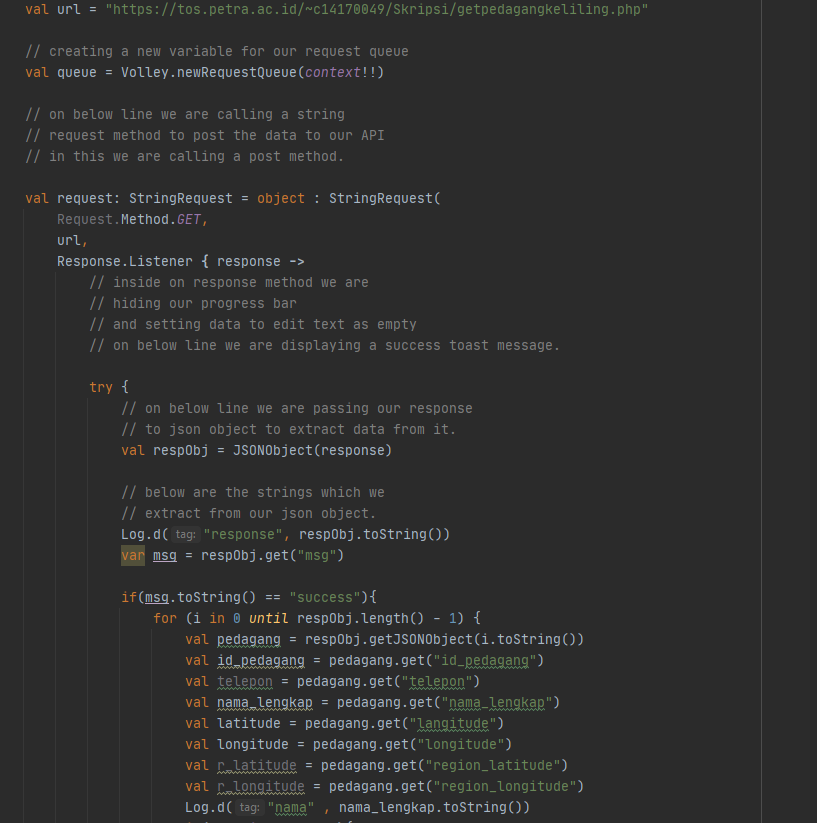 val url = "https://tos.petra.ac.id/~c14170049/Skripsi/getpedagangkeliling.php"
// creating a new variable for our request queue
val queue = Volley.newRequestQueue(context!!)
// on below line we are calling a string
// request method to post the data to our API
// in this we are calling a post method.
val request: StringRequest = object : StringRequest(
Request.Method.GET,
url,
Response.Listener { response ->
// inside on response method we are
// hiding our progress bar
// and setting data to edit text as empty
// on below line we are displaying a success toast message.
try {
// on below line we are passing our response
// to json object to extract data from it.
val respObj = JSONObject(response)
// below are the strings which we
// extract from our json object.
Log.d( tag: "response", respObj.toString())
var msg = respObj.get("msg")
if(msg.toString() == "success"){
for (i in 0 until respObj.length() - 1) {
val pedagang = respObj.getJSONObject(i.toString())
val id_pedagang = pedagang.get("id_pedagang")
val telepon = pedagang.get("telepon")
val nama_lengkap = pedagang.get("nama_lengkap")
val latitude = pedagang.get("langitude")
val longitude = pedagang.get("longitude")
val r_latitude = pedagang.get("region_latitude")
val r_longitude = pedagang.get("region_longitude")
Log.d( tag: "nama" , nama_lengkap.toString())